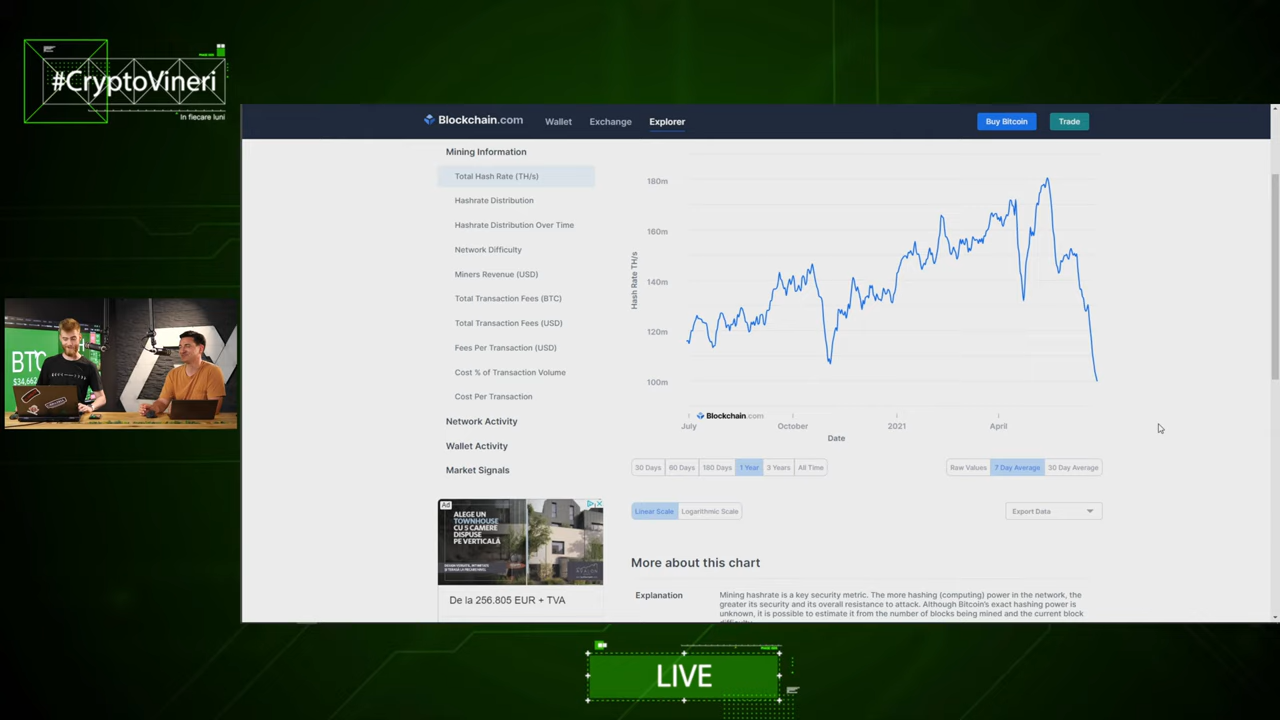 #CryptoVineri
în fiecare luni
Blockchain.com
Wallet
Exchange
Explorer
Buy Bitcoin
Trade
Mining Information
Total Hash Rate (TH/s)
Hashrate Distribution
Hashrate Distribution Over Time
Network Difficulty
Miners Revenue (USD)
Total Transaction Fees (BTC)
Total Transaction Fees (USD)
Fees Per Transaction (USD)
Cost % of Transaction Volume
Cost Per Transaction
Network Activity
Wallet Activity
Market Signals
180m
160m
140m
120m
100m
Hash Rate TH/s
Blockchain.com
July
October
2021
April
Date
30 Days
60 Days
180 Days
1 Year
3 Years
All Time
Raw Values
7 Day Average
30 Day Average
Linear Scale
Logarithmic Scale
Export Data
BTC
$34,662
Ad
ALEGE UN
TOWNHOUSE
CU 5 CAMERE
DISPUSE
PE VERTICALĂ
De la 256.805 EUR + TVA
More about this chart
Explanation
Mining hashrate is a key security metric. The more hashing (computing) power in the network, the
greater its security and its overall resistance to attack. Although Bitcoin's exact hashing power is
unknown, it is possible to estimate it from the number of blocks being mined and the current block
LIVE